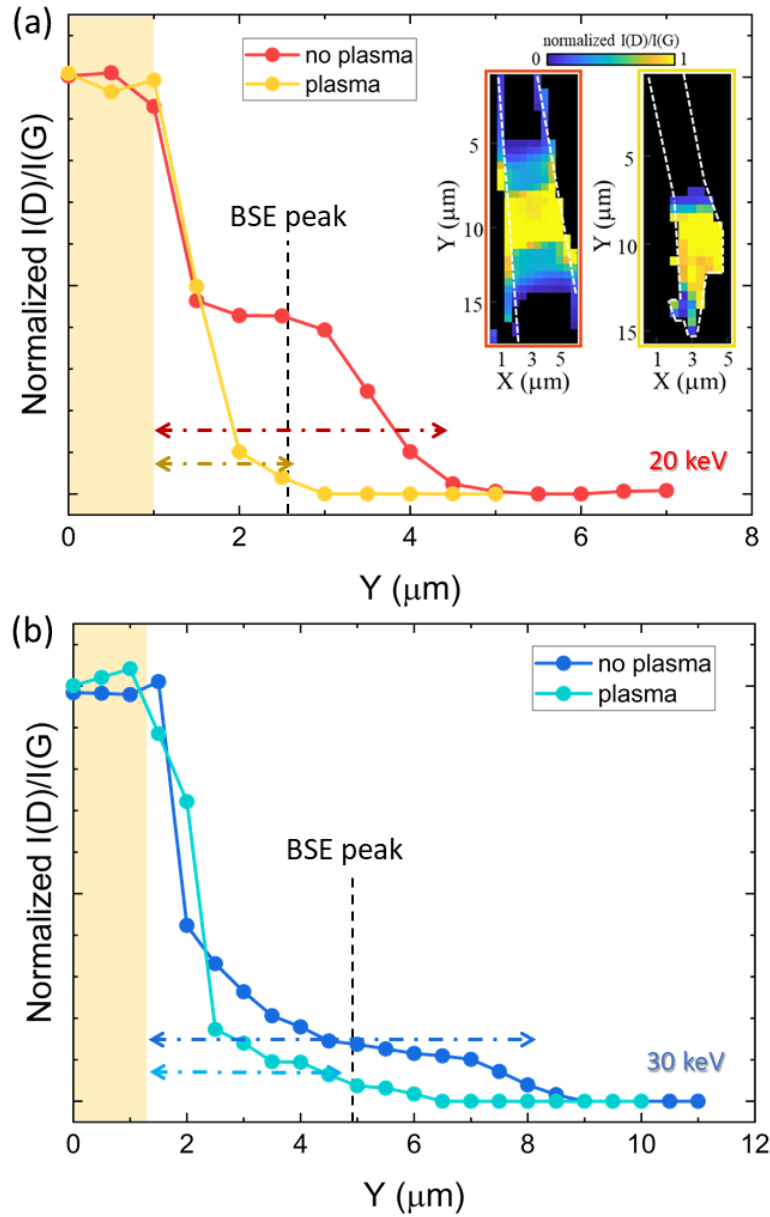 (a)
no plasma
plasma
normalized I(D)/I(G)
0
1
BSE peak
Normalized I(D)/I(G)
5
10
15
Y (μm)
1 3 5
X (μm)
5
10
15
Y (μm)
1 3 5
X (μm)
20 keV
0 2 4 6 8
Y (μm)
(b)
no plasma
plasma
BSE peak
Normalized I(D)/I(G)
30 keV
0 2 4 6 8 10 12
Y (μm)